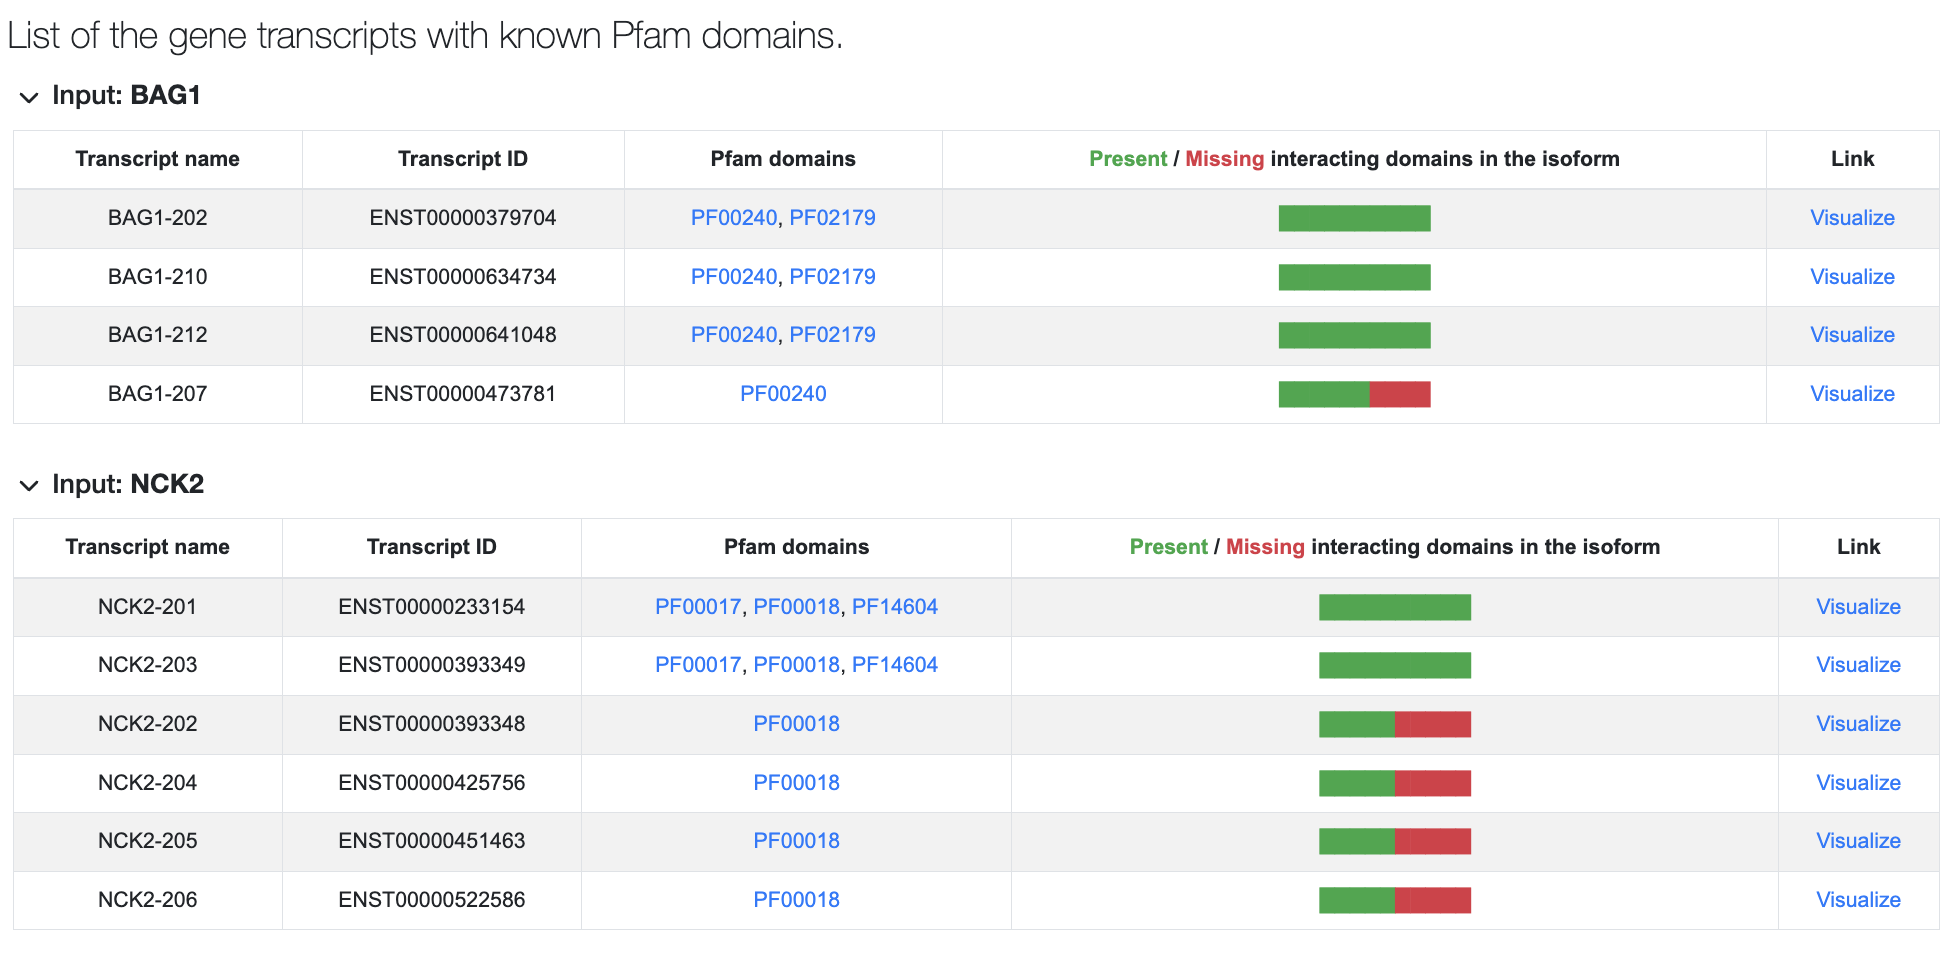 List of the gene transcripts with known Pfam domains.
Input: BAG1
Transcript name Transcript ID Pfam domains Present / Missing interacting domains in the isoform Link
BAG1-202 ENST00000379704 PF00240, PF02179 Visualize
BAG1-210 ENST00000634734 PF00240, PF02179 Visualize
BAG1-212 ENST00000641048 PF00240, PF02179 Visualize
BAG1-207 ENST00000473781 PF00240 Visualize
Input: NCK2
Transcript name Transcript ID Pfam domains Present / Missing interacting domains in the isoform Link
NCK2-201 ENST00000233154 PF00017, PF00018, PF14604 Visualize
NCK2-203 ENST00000393349 PF00017, PF00018, PF14604 Visualize
NCK2-202 ENST00000393348 PF00018 Visualize
NCK2-204 ENST00000425756 PF00018 Visualize
NCK2-205 ENST00000451463 PF00018 Visualize
NCK2-206 ENST00000522586 PF00018 Visualize